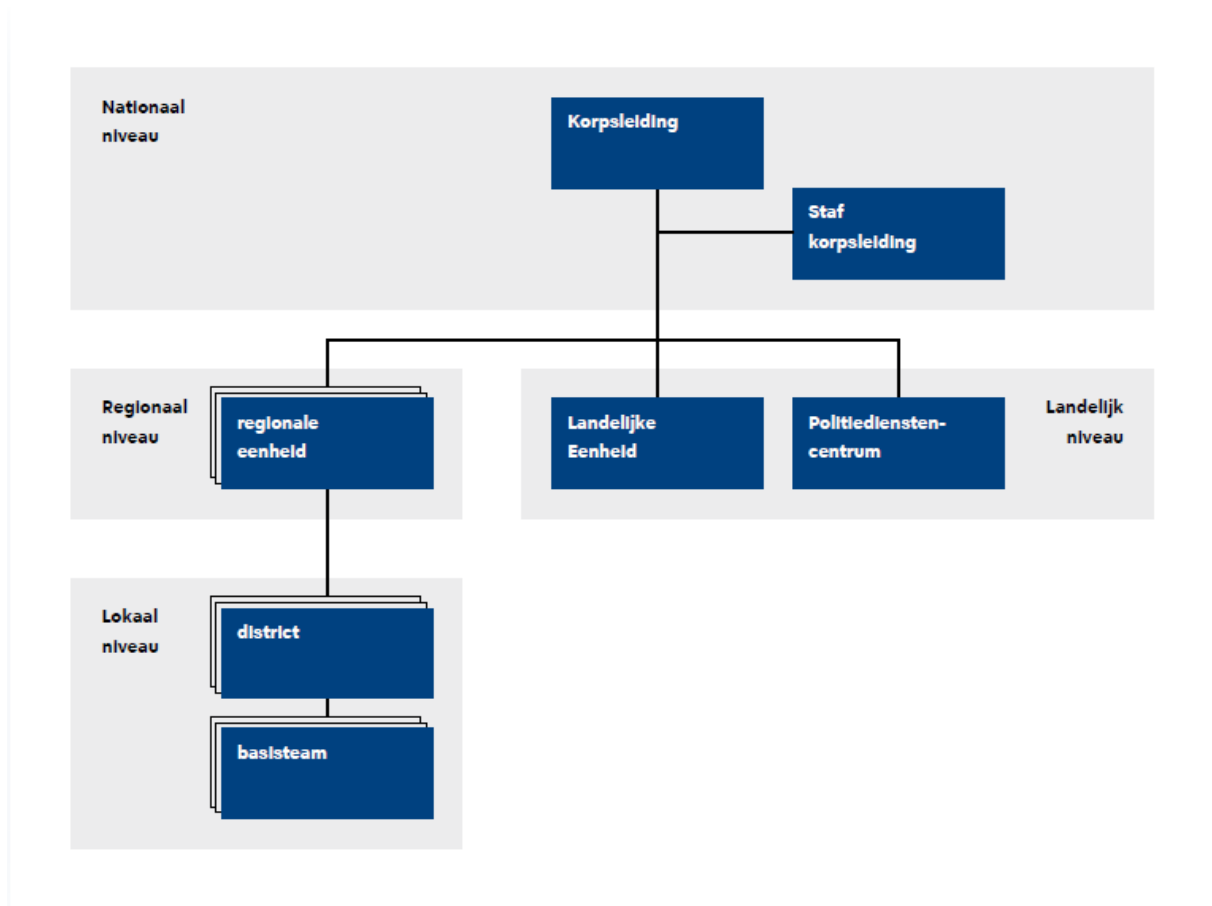 Nationaal
niveau
Korpsleiding
Staf
korpsleiding
Regionaal
niveau
regionale
eenheid
Landelijke
Eenheid
Politiediensten-
centrum
Landelijk
niveau
Lokaal
niveau
district
basisteam